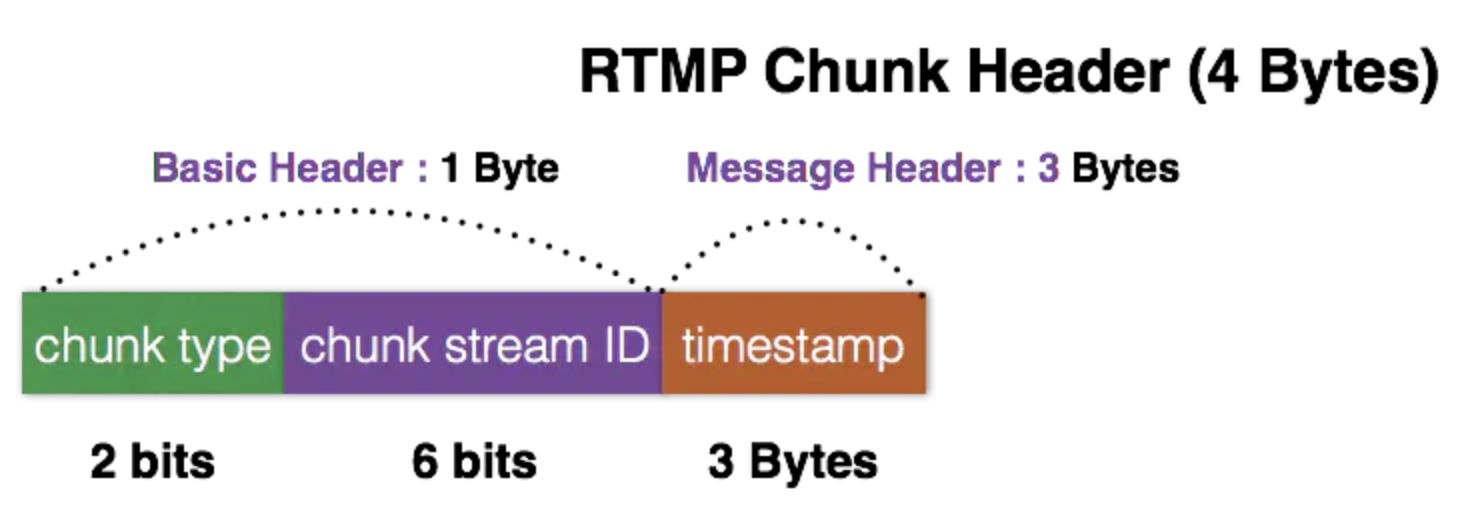 RTMP Chunk Header (4 Bytes)
Basic Header : 1 Byte
Message Header : 3 Bytes
chunk type
chunk stream ID
timestamp
2 bits
6 bits
3 Bytes